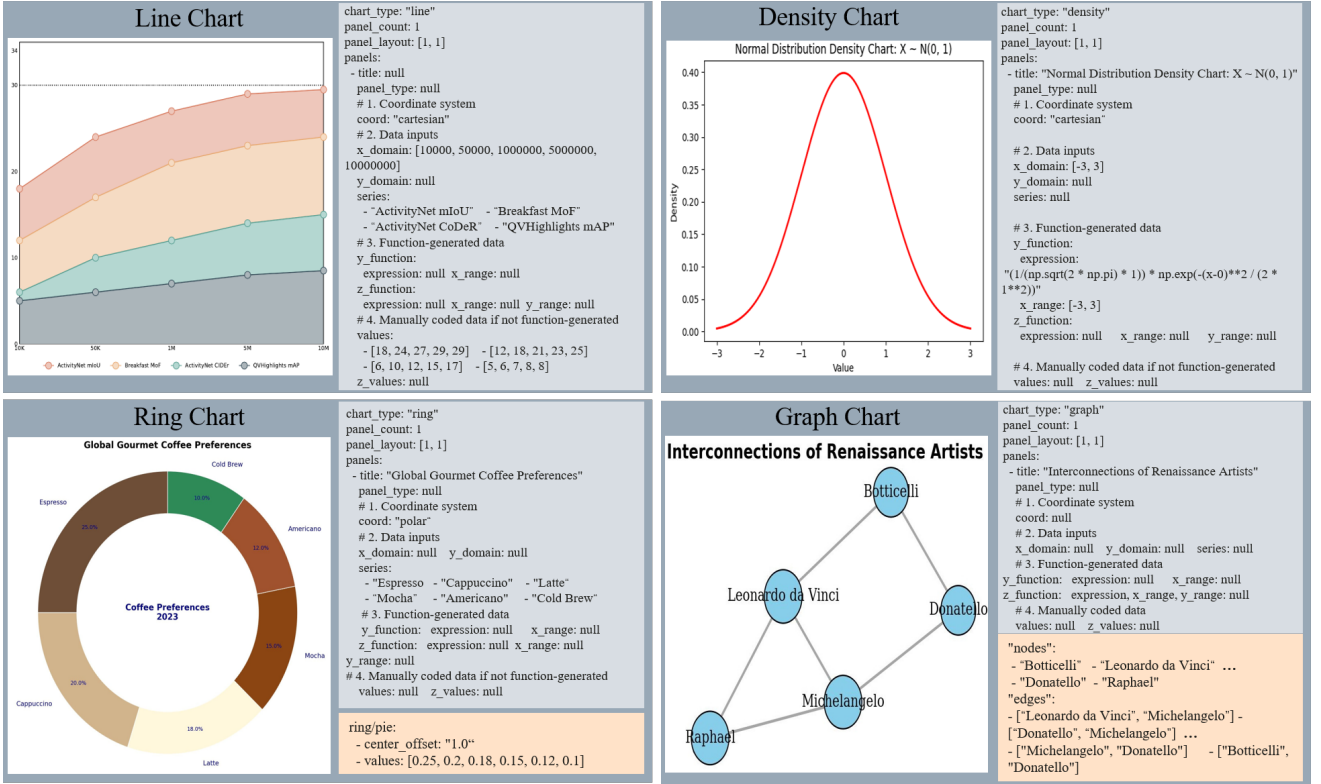 Line Chart
34
30
20
10
0
10K
50K
1M
5M
10M
ActivityNet mIoU
Breakfast MoF
ActivityNet CIDEr
QVHighlights mAP
chart_type: "line"
panel_count: 1
panel_layout: [1, 1]
panels:
- title: null
panel_type: null
# 1. Coordinate system
coord: "cartesian"
# 2. Data inputs
x_domain: [10000, 50000, 1000000, 5000000,
10000000]
y_domain: null
series:
- "ActivityNet mIoU" - "Breakfast MoF"
- "ActivityNet CoDeR" - "QVHighlights mAP"
# 3. Function-generated data
y_function:
expression: null x_range: null
z_function:
expression: null x_range: null y_range: null
# 4. Manually coded data if not function-generated
values:
- [18, 24, 27, 29, 29] - [12, 18, 21, 23, 25]
- [6, 10, 12, 15, 17] - [5, 6, 7, 8, 8]
z_values: null
Density Chart
Normal Distribution Density Chart: X ~ N(0, 1)
Density
0.40
0.35
0.30
0.25
0.20
0.15
0.10
0.05
0.00
−3
−2
−1
0
1
2
3
Value
chart_type: "density"
panel_count: 1
panel_layout: [1, 1]
panels:
- title: "Normal Distribution Density Chart: X ~ N(0, 1)"
panel_type: null
# 1. Coordinate system
coord: "cartesian"
# 2. Data inputs
x_domain: [-3, 3]
y_domain: null
series: null
# 3. Function-generated data
y_function:
expression:
"(1/(np.sqrt(2 * np.pi) * 1)) * np.exp(-(x-0)**2 / (2 *
1**2))"
x_range: [-3, 3]
z_function:
expression: null x_range: null y_range: null
# 4. Manually coded data if not function-generated
values: null z_values: null
Ring Chart
Global Gourmet Coffee Preferences
Cold Brew
Espresso
10.0%
Americano
25.0%
12.0%
Coffee Preferences
2023
15.0%
Mocha
20.0%
Cappuccino
18.0%
Latte
chart_type: "ring"
panel_count: 1
panel_layout: [1, 1]
panels:
- title: "Global Gourmet Coffee Preferences"
panel_type: null
# 1. Coordinate system
coord: "polar"
# 2. Data inputs
x_domain: null y_domain: null
series:
- "Espresso - "Cappuccino" - "Latte"
- "Mocha" - "Americano" - "Cold Brew"
# 3. Function-generated data
y_function: expression: null x_range: null
z_function: expression: null x_range: null
y_range: null
# 4. Manually coded data if not function-generated
values: null z_values: null
ring/pie:
- center_offset: "1.0"
- values: [0.25, 0.2, 0.18, 0.15, 0.12, 0.1]
Graph Chart
Interconnections of Renaissance Artists
Botticelli
Leonardo da Vinci
Donatello
Michelangelo
Raphael
chart_type: "graph"
panel_count: 1
panel_layout: [1, 1]
panels:
- title: "Interconnections of Renaissance Artists"
panel_type: null
# 1. Coordinate system
coord: null
# 2. Data inputs
x_domain: null y_domain: null series: null
# 3. Function-generated data
y_function: expression: null x_range: null
z_function: expression, x_range, y_range: null
# 4. Manually coded data
values: null z_values: null
"nodes":
- "Botticelli" - "Leonardo da Vinci" ...
- "Donatello" - "Raphael"
"edges":
- ["Leonardo da Vinci", "Michelangelo"] -
["Donatello", "Michelangelo"] ...
- ["Michelangelo", "Donatello"] - ["Botticelli",
"Donatello"]